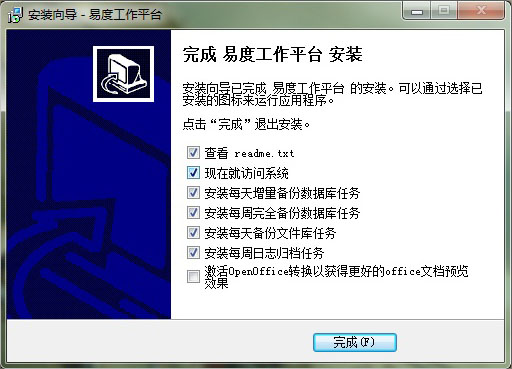 安装向导 - 易度工作平台
完成 易度工作平台 安装
安装向导已完成 易度工作平台 的安装。可以通过选择已
安装的图标来运行应用程序。
点击“完成”退出安装。
查看 readme.txt
现在就访问系统
安装每天增量备份数据库任务
安装每周完全备份数据库任务
安装每天备份文件库任务
安装每周日志归档任务
激活OpenOffice转换以获得更好的office文档预览
效果
完成(F)